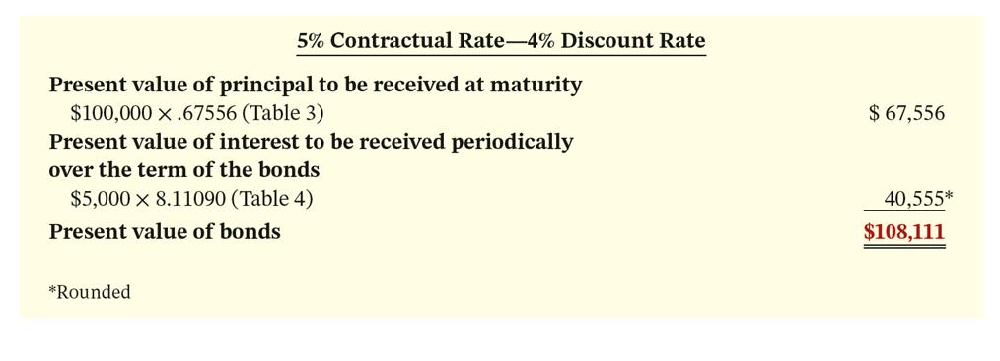 5% Contractual Rate—4% Discount Rate
Present value of principal to be received at maturity
$100,000 × .67556 (Table 3) $ 67,556
Present value of interest to be received periodically
over the term of the bonds
$5,000 × 8.11090 (Table 4) 40,555*
Present value of bonds $108,111
*Rounded